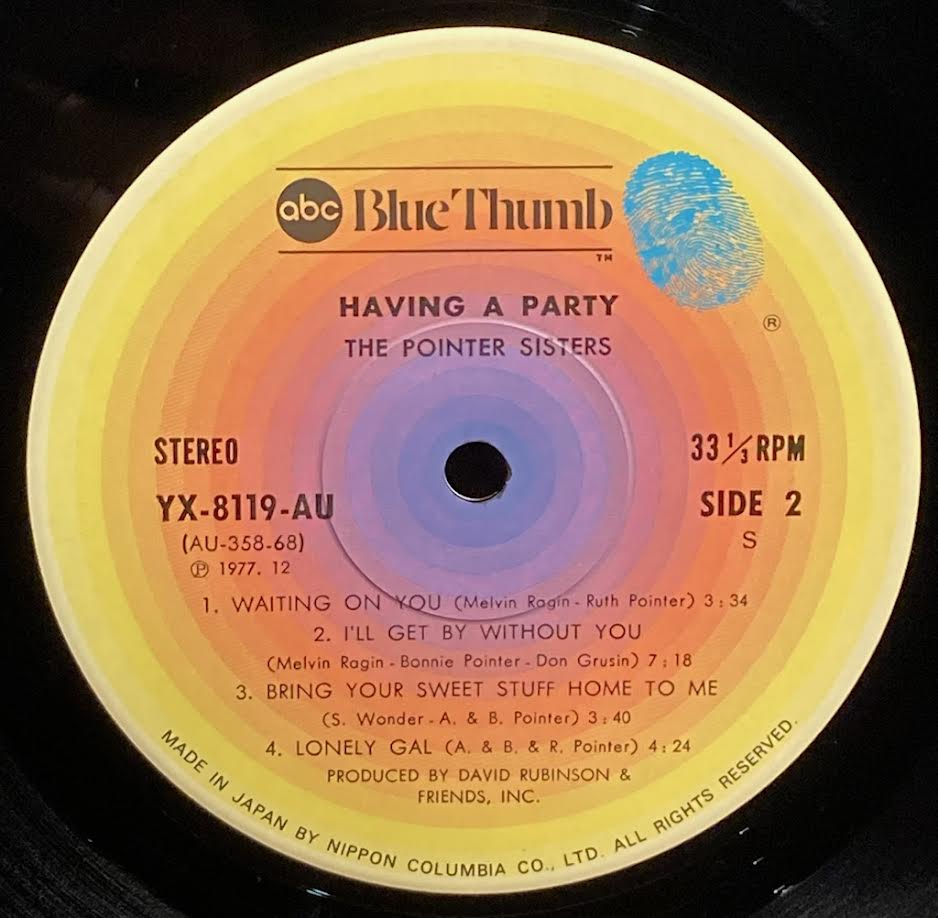 abc Blue Thumb
™
®
HAVING A PARTY
THE POINTER SISTERS
STEREO
33 1/3 RPM
YX-8119-AU
SIDE 2
(AU-358-68)
S
Ⓟ 1977. 12
1. WAITING ON YOU (Melvin Ragin - Ruth Pointer) 3:34
2. I'LL GET BY WITHOUT YOU
(Melvin Ragin - Bonnie Pointer - Don Grusin) 7:18
3. BRING YOUR SWEET STUFF HOME TO ME
(S. Wonder - A. & B. Pointer) 3:40
4. LONELY GAL (A. & B. & R. Pointer) 4:24
PRODUCED BY DAVID RUBINSON &
FRIENDS, INC.
MADE IN JAPAN BY NIPPON COLUMBIA CO., LTD. ALL RIGHTS RESERVED.